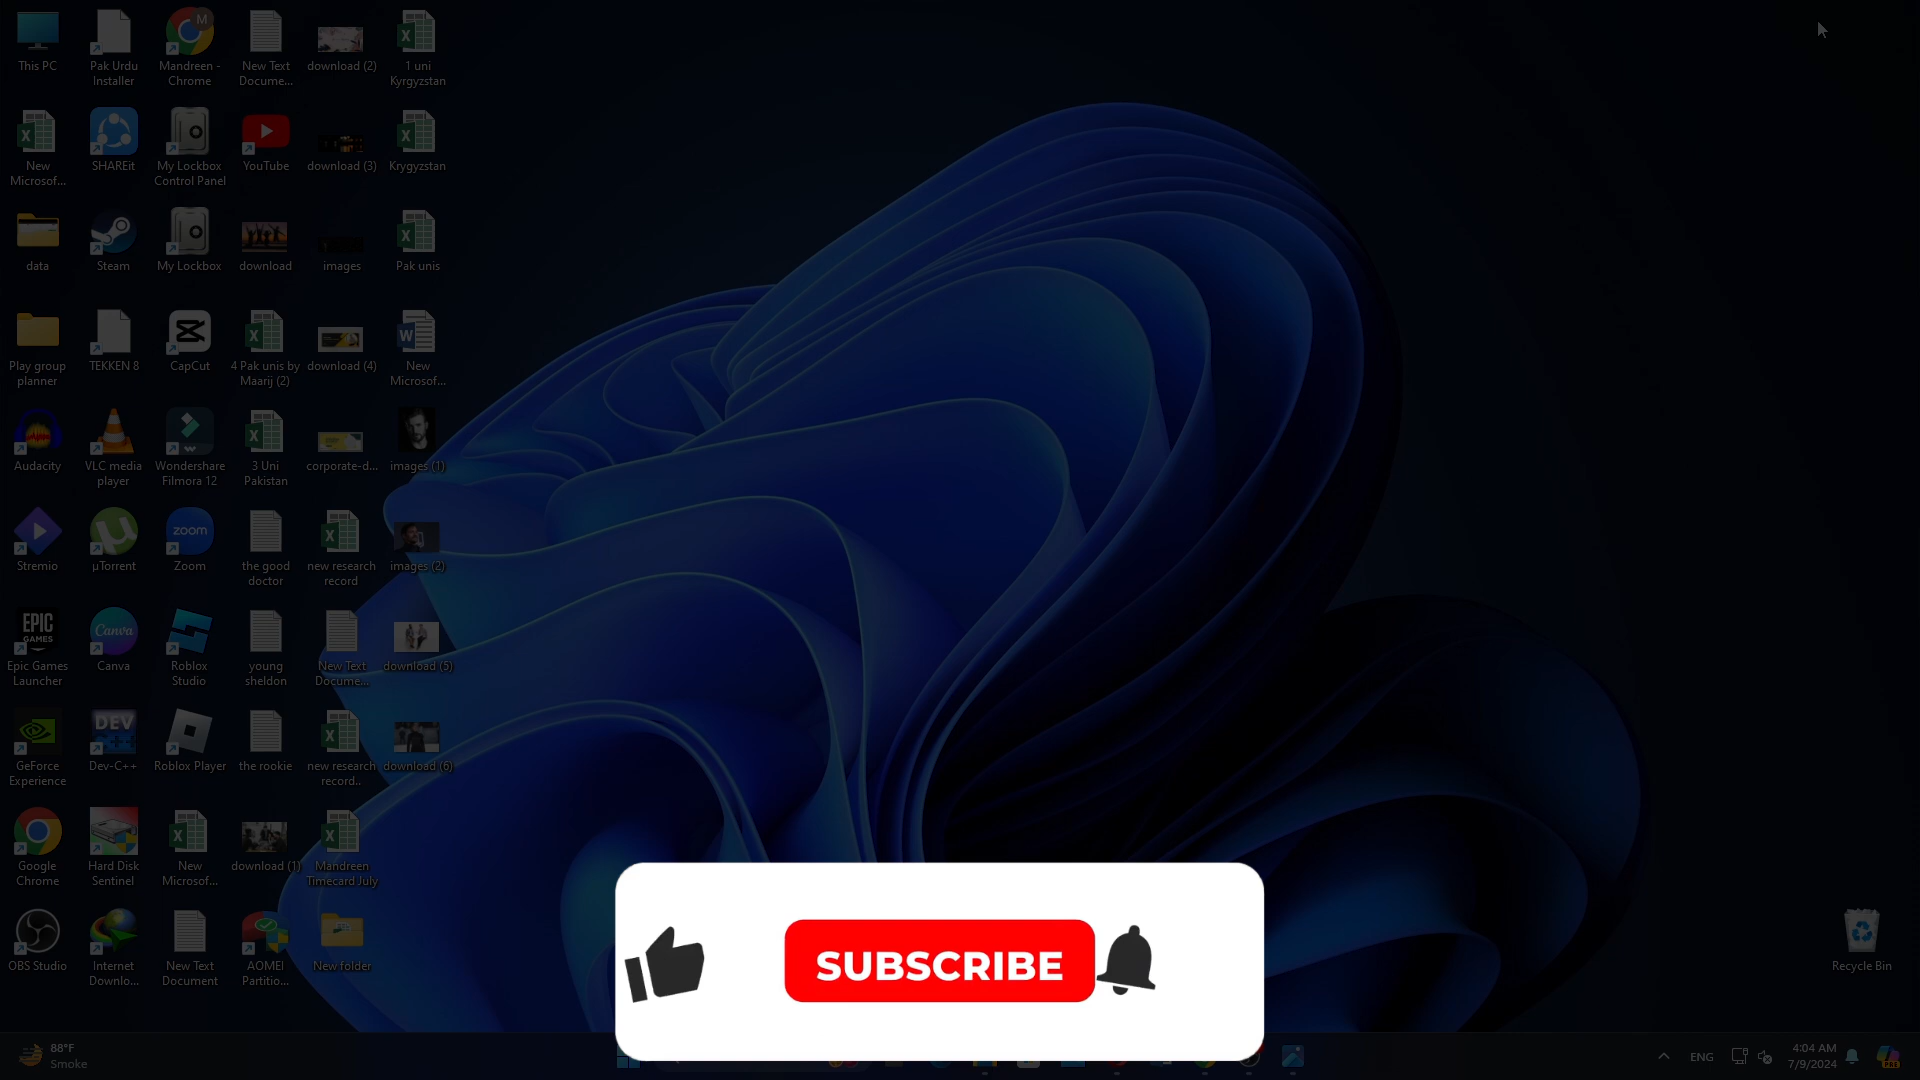 This PC
Pak Urdu
Installer
M
Mandreen -
Chrome
New Text
Docume...
download (2)
1 uni
Kyrgyzstan
New
Microsof...
SHAREit
My Lockbox
Control Panel
YouTube
download (3)
Krygyzstan
data
Steam
My Lockbox
download
images
Pak unis
Play group
planner
TEKKEN 8
CapCut
4 Pak unis by
Maarij (2)
download (4)
New
Microsof...
Audacity
VLC media
player
Wondershare
Filmora 12
3 Uni
Pakistan
corporate-d...
images (1)
Stremio
µTorrent
zoom
Zoom
the good
doctor
new research
record
images (2)
EPIC
GAMES
Epic Games
Launcher
Canva
Canva
Roblox
Studio
young
sheldon
New Text
Docume...
download (5)
GeForce
Experience
DEV
Dev-C++
Roblox Player
the rookie
new research
record..
download (6)
Google
Chrome
Hard Disk
Sentinel
New
Microsof...
download (1)
Mandreen
Timecard July
OBS Studio
Internet
Downlo...
New Text
Document
AOMEI
Partitio...
New folder
SUBSCRIBE
Recycle Bin
88°F
Smoke
ENG
4:04 AM
7/9/2024
PRE